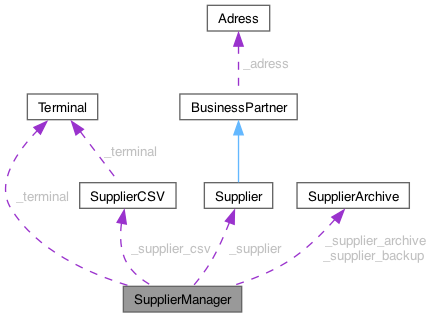 Adress
_adress
Terminal
BusinessPartner
_terminal
_terminal
SupplierCSV
Supplier
SupplierArchive
_supplier_csv
_supplier
_supplier_archive
_supplier_backup
SupplierManager